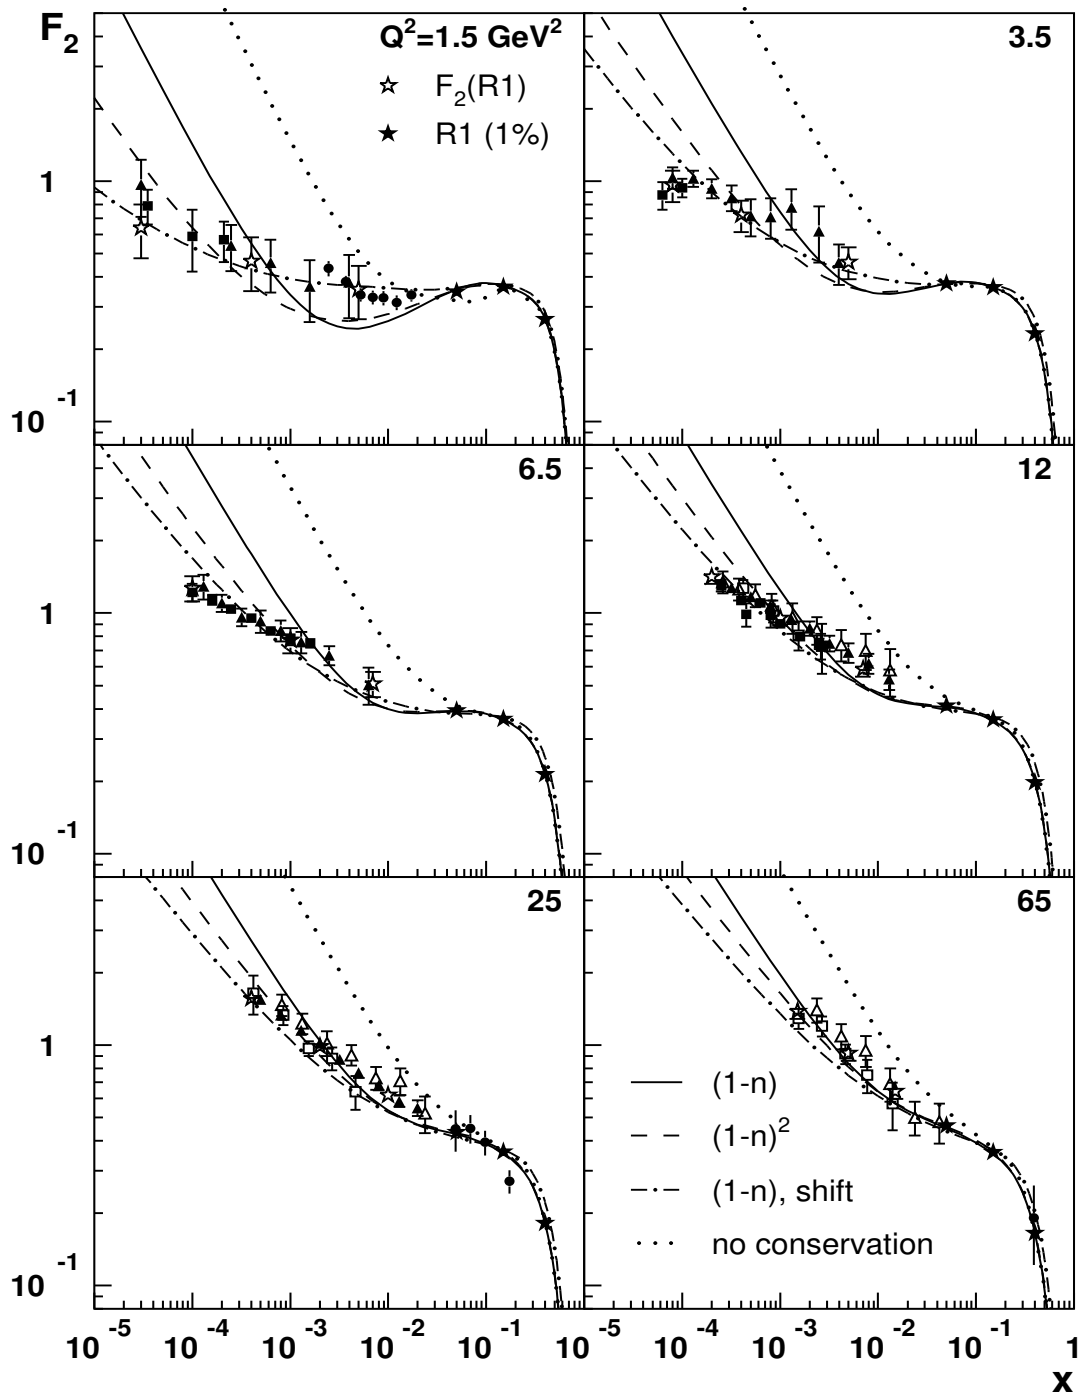 F₂
Q²=1.5 GeV²
3.5
F₂(R1)
R1 (1%)
1
10⁻¹
6.5
12
1
10⁻¹
25
65
1
(1-n)
(1-n)²
(1-n), shift
no conservation
10⁻¹
10⁻⁵ 10⁻⁴ 10⁻³ 10⁻² 10⁻¹ 10⁻⁵ 10⁻⁴ 10⁻³ 10⁻² 10⁻¹ 1
x